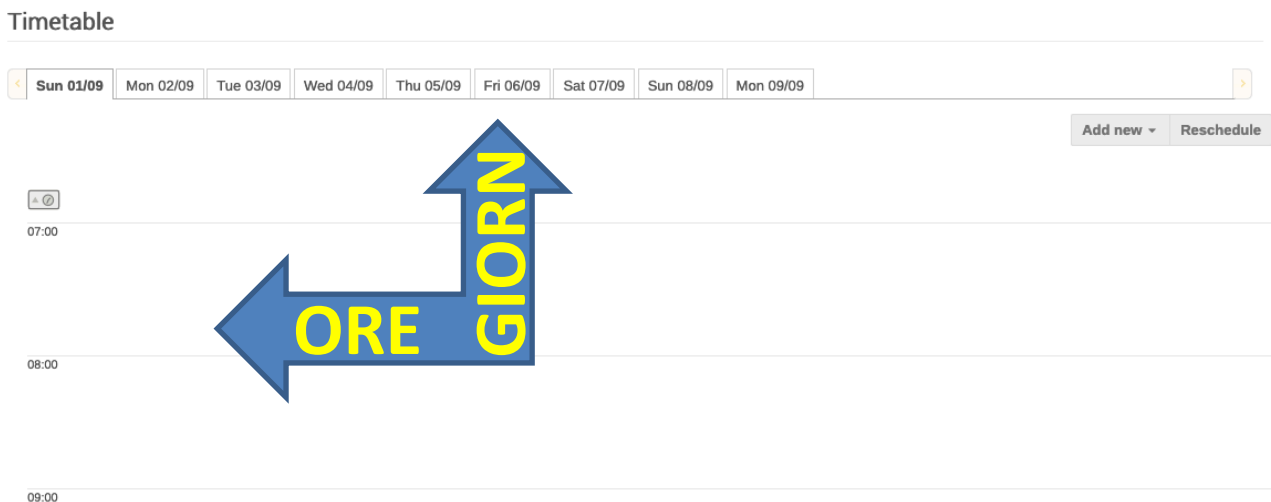 Timetable
Sun 01/09 Mon 02/09 Tue 03/09 Wed 04/09 Thu 05/09 Fri 06/09 Sat 07/09 Sun 08/09 Mon 09/09
Add new Reschedule
GIORN
07:00
ORE
08:00
09:00